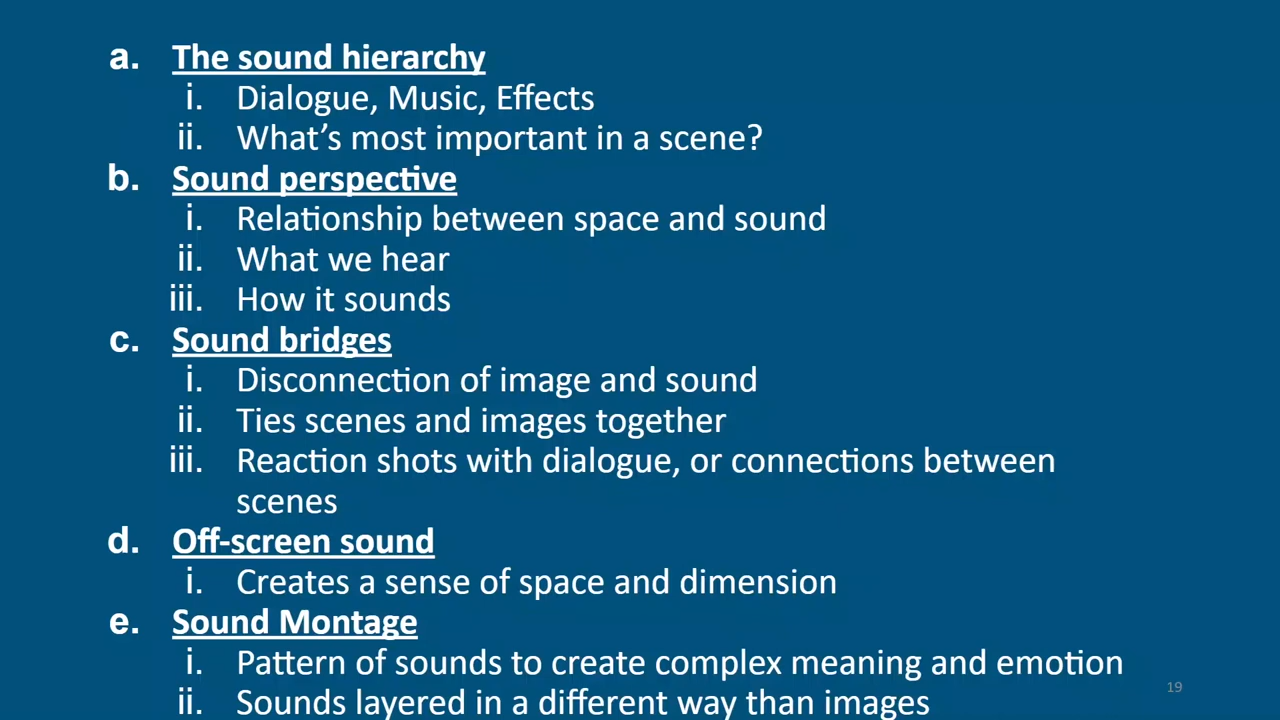 a. The sound hierarchy
i. Dialogue, Music, Effects
ii. What’s most important in a scene?
b. Sound perspective
i. Relationship between space and sound
ii. What we hear
iii. How it sounds
c. Sound bridges
i. Disconnection of image and sound
ii. Ties scenes and images together
iii. Reaction shots with dialogue, or connections between
scenes
d. Off-screen sound
i. Creates a sense of space and dimension
e. Sound Montage
i. Pattern of sounds to create complex meaning and emotion
ii. Sounds layered in a different way than images
19